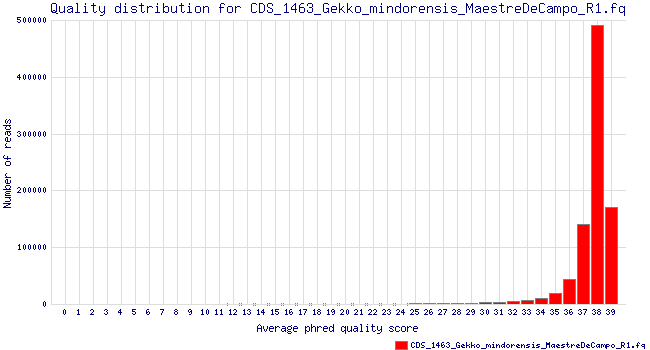 Quality distribution for CDS_1463_Gekko_mindorensis_MaestreDeCampo_R1.fq
500000
400000
300000
200000
100000
0
Number of reads
0 1 2 3 4 5 6 7 8 9 10 11 12 13 14 15 16 17 18 19 20 21 22 23 24 25 26 27 28 29 30 31 32 33 34 35 36 37 38 39
Average phred quality score
CDS_1463_Gekko_mindorensis_MaestreDeCampo_R1.fq